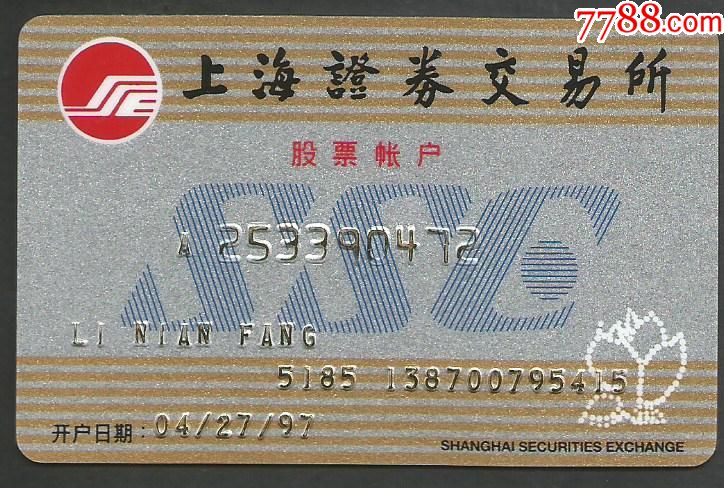 7788.com
上海證券交易所
股票帐户
SSE
A 253390472
LI NIAN FANG
5185 138700795415
开户日期:04/27/97
SHANGHAI SECURITIES EXCHANGE